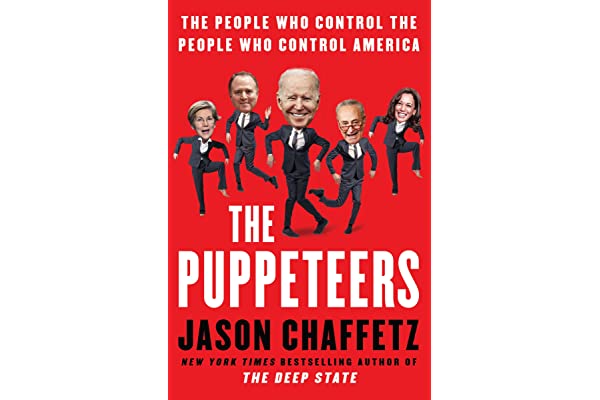 THE PEOPLE WHO CONTROL THE
PEOPLE WHO CONTROL AMERICA
THE
PUPPETEERS
JASON CHAFFETZ
NEW YORK TIMES BESTSELLING AUTHOR OF
THE DEEP STATE